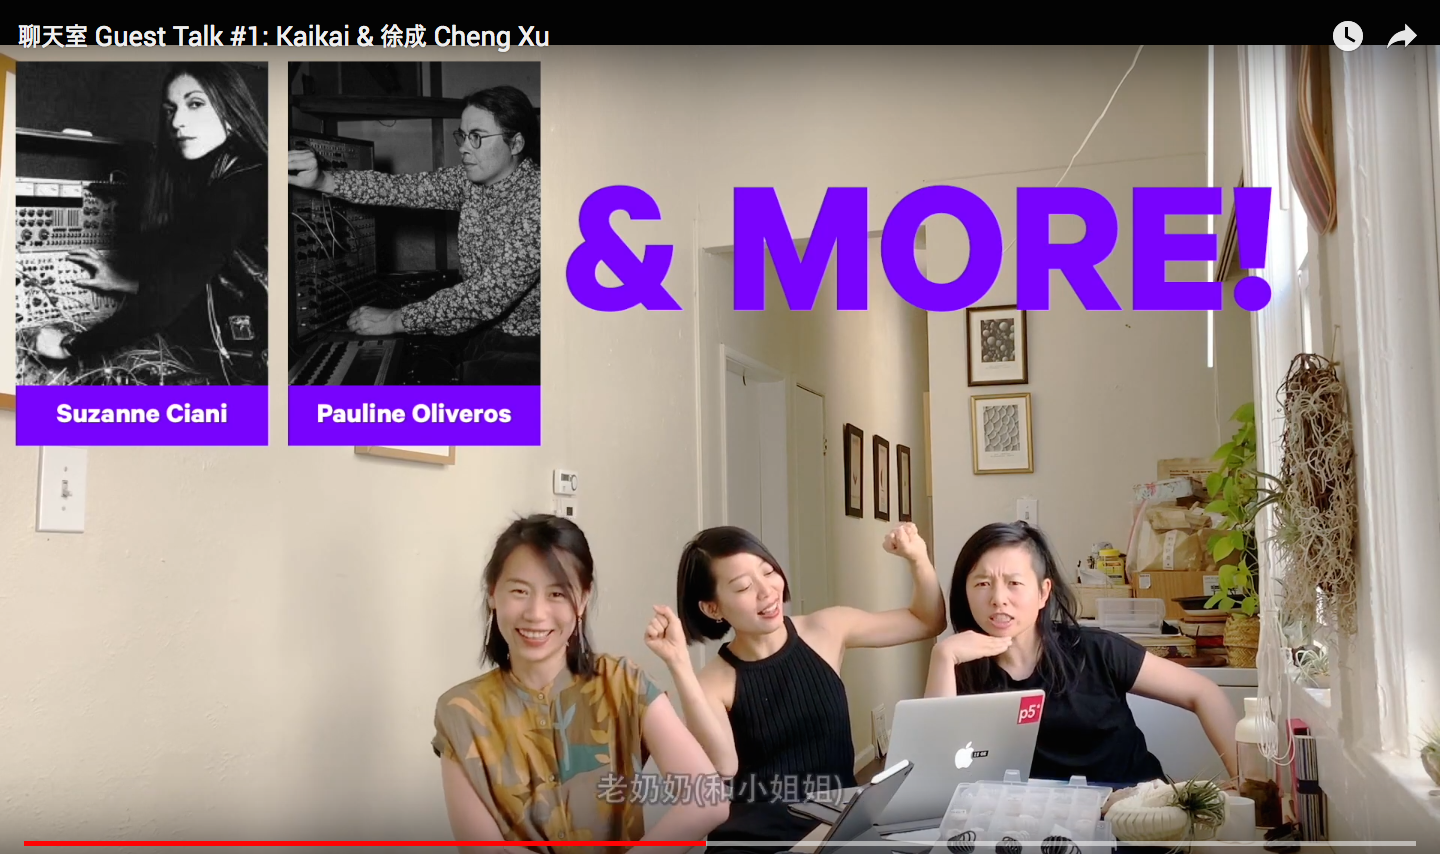 聊天室 Guest Talk #1: Kaikai & 徐成 Cheng Xu
& MORE!
Suzanne Ciani
Pauline Oliveros
p5*
老奶奶(和小姐姐)